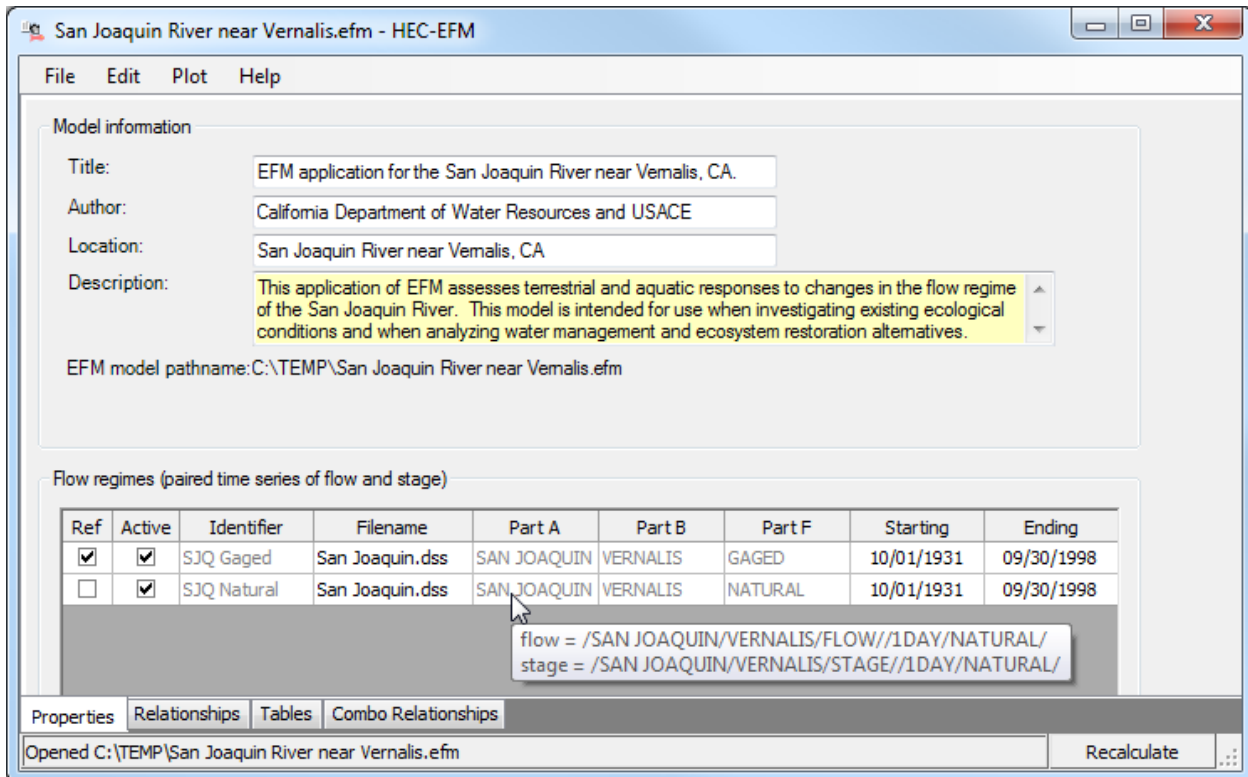 San Joaquin River near Vernalis.efm - HEC-EFM
File Edit Plot Help
Model information
Title: EFM application for the San Joaquin River near Vernalis, CA.
Author: California Department of Water Resources and USACE
Location: San Joaquin River near Vernalis, CA
Description: This application of EFM assesses terrestrial and aquatic responses to changes in the flow regime
of the San Joaquin River. This model is intended for use when investigating existing ecological
conditions and when analyzing water management and ecosystem restoration alternatives.
EFM model pathname:C:\TEMP\San Joaquin River near Vernalis.efm
Flow regimes (paired time series of flow and stage)
Ref Active Identifier Filename Part A Part B Part F Starting Ending
SJQ Gaged San Joaquin.dss SAN JOAQUIN VERNALIS GAGED 10/01/1931 09/30/1998
SJQ Natural San Joaquin.dss SAN JOAQUIN VERNALIS NATURAL 10/01/1931 09/30/1998
flow = /SAN JOAQUIN/VERNALIS/FLOW//1DAY/NATURAL/
stage = /SAN JOAQUIN/VERNALIS/STAGE//1DAY/NATURAL/
Properties Relationships Tables Combo Relationships
Opened C:\TEMP\San Joaquin River near Vernalis.efm Recalculate